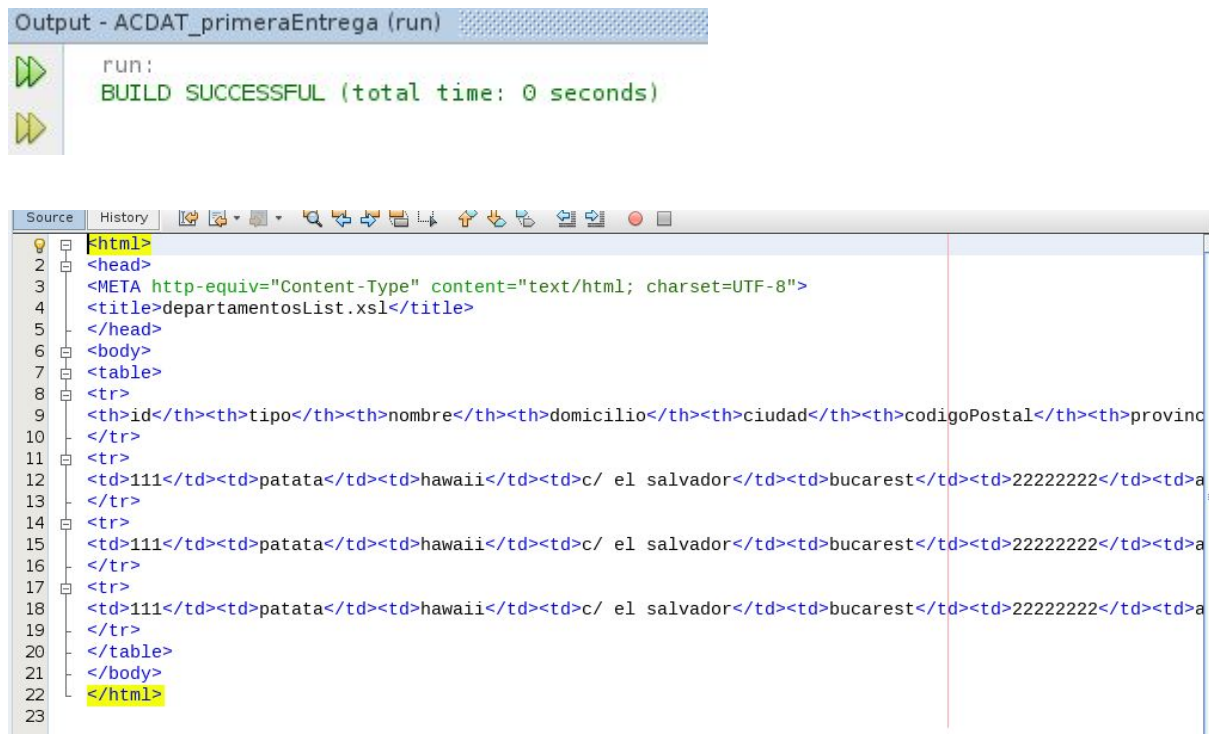 Output - ACDAT_primeraEntrega (run)
run:
BUILD SUCCESSFUL (total time: 0 seconds)
Source History
<html>
2 <head>
3 <META http-equiv="Content-Type" content="text/html; charset=UTF-8">
4 <title>departamentosList.xsl</title>
5 </head>
6 <body>
7 <table>
8 <tr>
9 <th>id</th><th>tipo</th><th>nombre</th><th>domicilio</th><th>ciudad</th><th>codigoPostal</th><th>provinc
10 </tr>
11 <tr>
12 <td>111</td><td>patata</td><td>hawaii</td><td>c/ el salvador</td><td>bucarest</td><td>22222222</td><td>a
13 </tr>
14 <tr>
15 <td>111</td><td>patata</td><td>hawaii</td><td>c/ el salvador</td><td>bucarest</td><td>22222222</td><td>a
16 </tr>
17 <tr>
18 <td>111</td><td>patata</td><td>hawaii</td><td>c/ el salvador</td><td>bucarest</td><td>22222222</td><td>a
19 </tr>
20 </table>
21 </body>
22 </html>
23